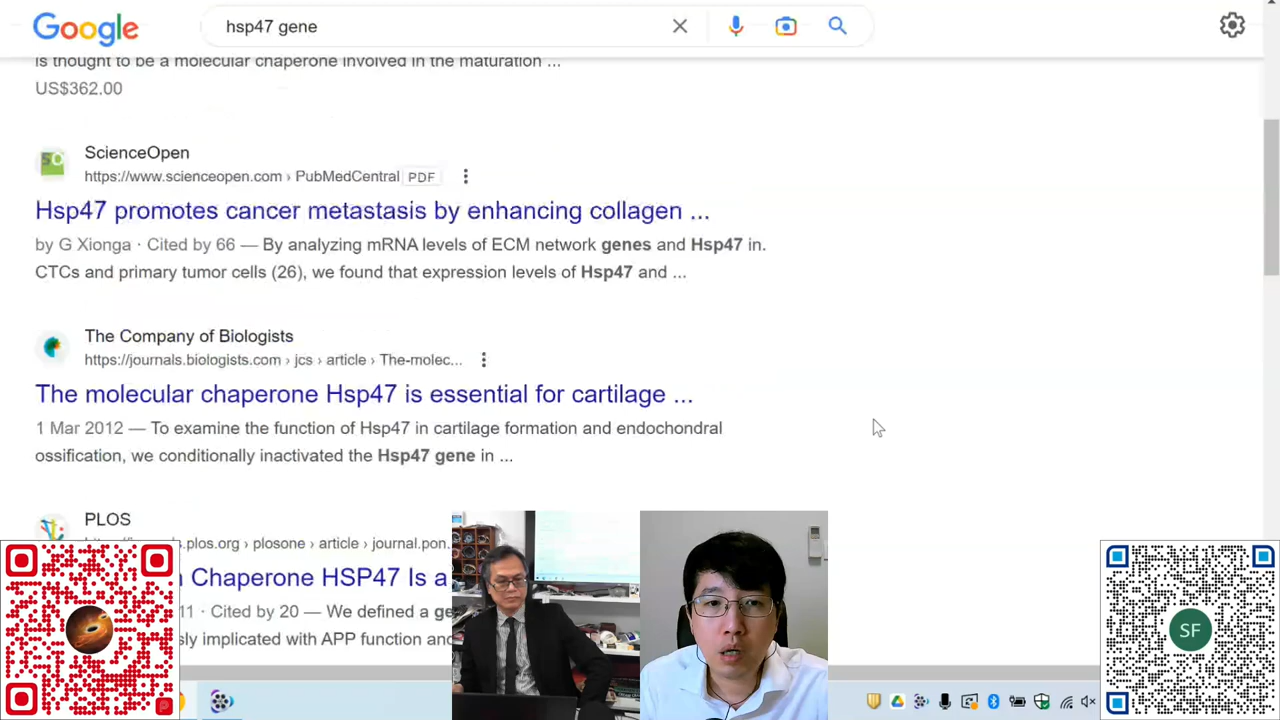 Google
hsp47 gene
is thought to be a molecular chaperone involved in the maturation ...
US$362.00
ScienceOpen
https://www.scienceopen.com › PubMedCentral PDF
Hsp47 promotes cancer metastasis by enhancing collagen ...
by G Xionga · Cited by 66 — By analyzing mRNA levels of ECM network genes and Hsp47 in.
CTCs and primary tumor cells (26), we found that expression levels of Hsp47 and ...
The Company of Biologists
https://journals.biologists.com › jcs › article › The-molec...
The molecular chaperone Hsp47 is essential for cartilage ...
1 Mar 2012 — To examine the function of Hsp47 in cartilage formation and endochondral
ossification, we conditionally inactivated the Hsp47 gene in ...
PLOS
plos.org › plosone › article › journal.pon.
Chaperone HSP47 Is a
11 · Cited by 20 — We defined a
implicated with APP function and
SF